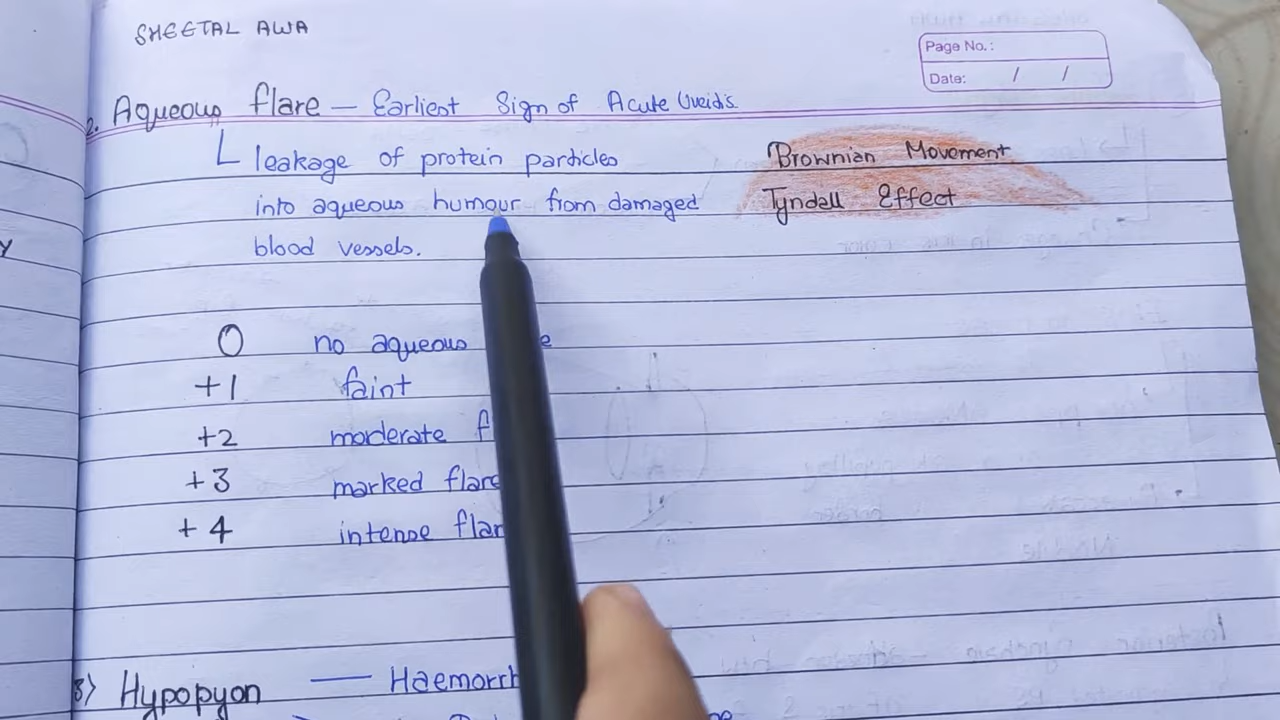 SHEETAL AWA
Page No.:
Date: / /
2. Aqueous flare — Earliest Sign of Acute Uveitis
leakage of protein particles
into aqueous humour from damaged
blood vessels.
Brownian Movement
Tyndall Effect
0 no aqueous
+1 faint
+2 moderate f
+3 marked flare
+4 intense flar
3) Hypopyon — Haemorrh